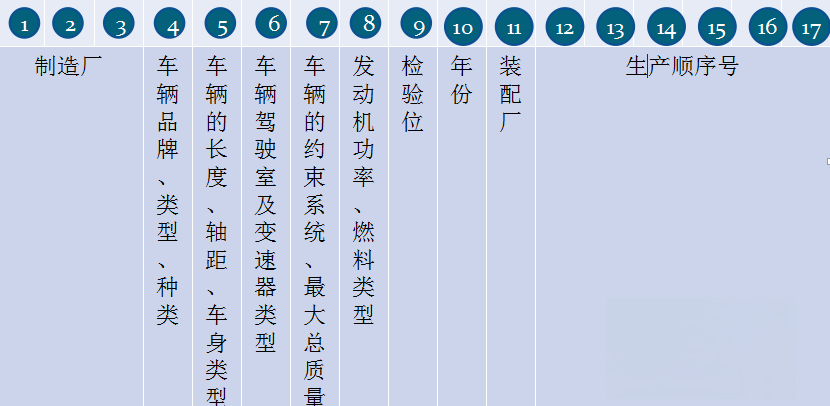 1 2 3 4 5 6 7 8 9 10 11 12 13 14 15 16 17
制造厂
车辆品牌、类型、种类
车辆的长度、轴距、车身类型
车辆驾驶室及变速器类型
车辆的约束系统、最大总质量
发动机功率、燃料类型
检验位
年份
装配厂
生产顺序号